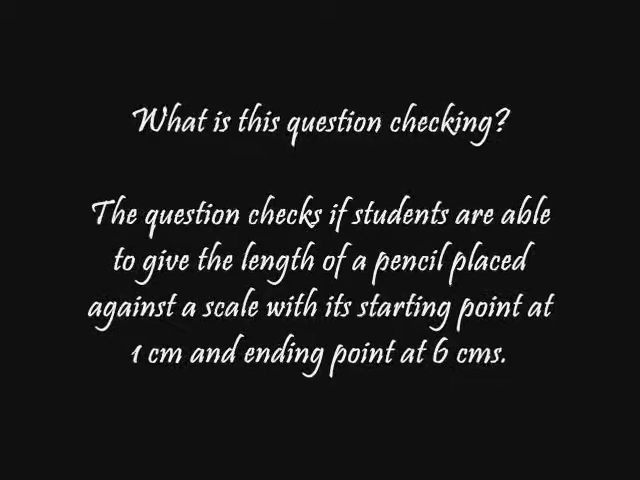 What is this question checking?
The question checks if students are able
to give the length of a pencil placed
against a scale with its starting point at
1 cm and ending point at 6 cms.